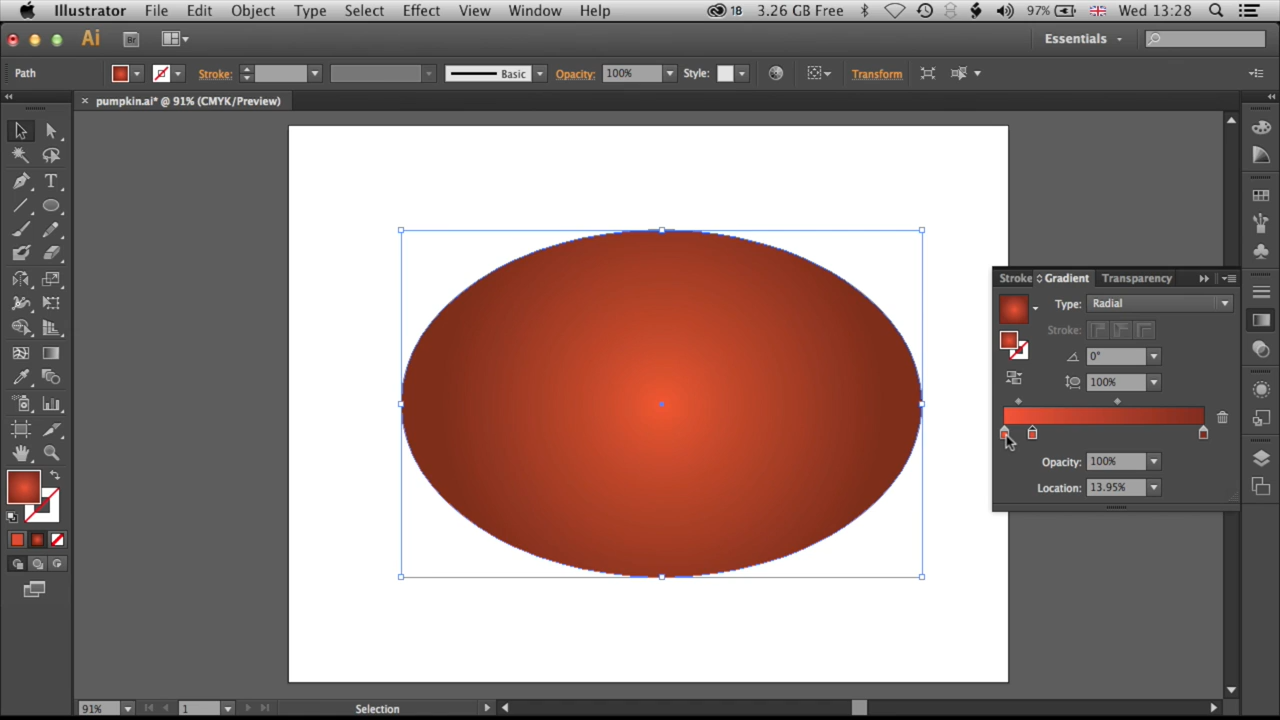 Illustrator File Edit Object Type Select Effect View Window Help 1B 3.26 GB Free 97% Wed 13:28
Ai Br Essentials
Path Stroke: Basic Opacity: 100% Style: Transform
pumpkin.ai* @ 91% (CMYK/Preview)
T
Stroke Gradient Transparency
Type: Radial
Stroke:
0°
100%
Opacity: 100%
Location: 13.95%
91% 1 Selection